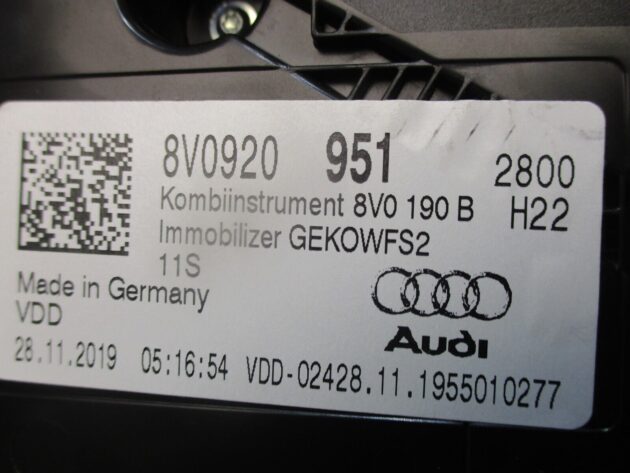 8V0920 951 2800
Kombiinstrument 8V0 190 B H22
Immobilizer GEKOWFS2
11S
Made in Germany
VDD
Audi
28.11.2019 05:16:54 VDD-02428.11.1955010277